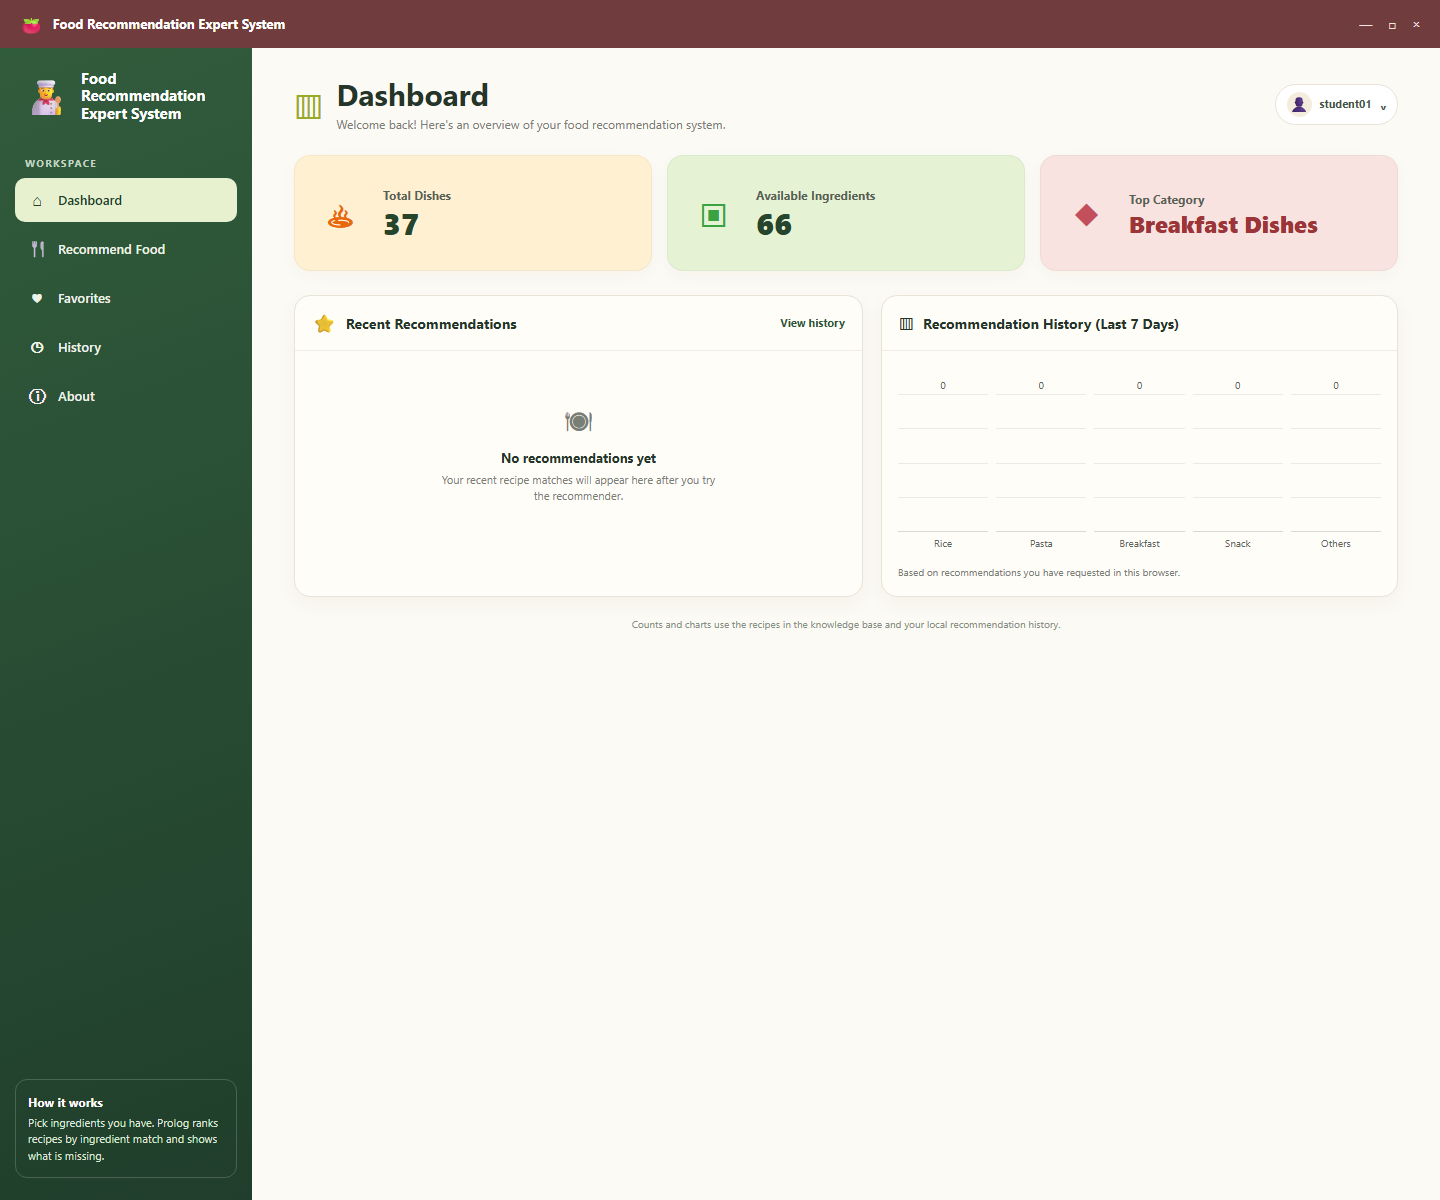 Food Recommendation Expert System
Food
Recommendation
Expert System
WORKSPACE
Dashboard
Recommend Food
Favorites
History
About
How it works
Pick ingredients you have. Prolog ranks
recipes by ingredient match and shows
what is missing.
Dashboard
Welcome back! Here's an overview of your food recommendation system.
student01
Total Dishes
37
Available Ingredients
66
Top Category
Breakfast Dishes
Recent Recommendations
View history
No recommendations yet
Your recent recipe matches will appear here after you try
the recommender.
Recommendation History (Last 7 Days)
0 0 0 0 0
Rice Pasta Breakfast Snack Others
Based on recommendations you have requested in this browser.
Counts and charts use the recipes in the knowledge base and your local recommendation history.